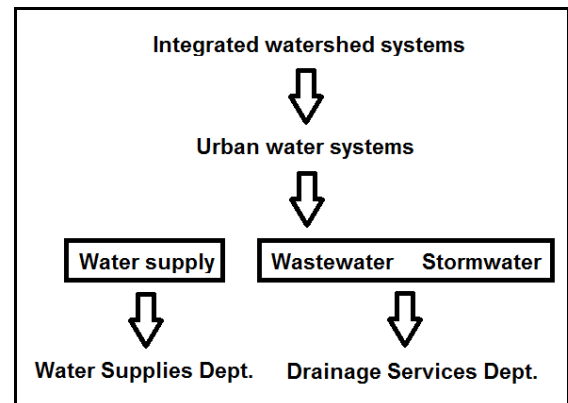 Integrated watershed systems
Urban water systems
Water supply
Wastewater Stormwater
Water Supplies Dept.
Drainage Services Dept.